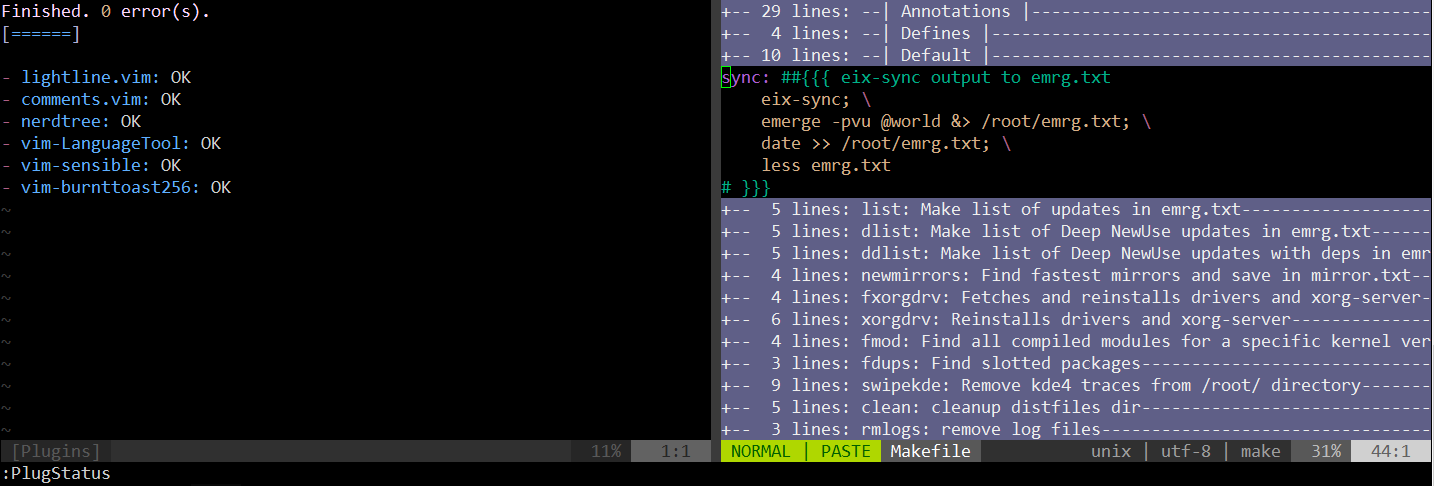 Finished. 0 error(s).
[======]
- lightline.vim: OK
- comments.vim: OK
- nerdtree: OK
- vim-LanguageTool: OK
- vim-sensible: OK
- vim-burnttoast256: OK
~
~
~
~
~
~
~
~
~
~
~
[Plugins] 11% 1:1
:PlugStatus
+-- 29 lines: --| Annotations |-----------------------------------------
+--  4 lines: --| Defines |---------------------------------------------
+-- 10 lines: --| Default |---------------------------------------------
sync: ##{{{ eix-sync output to emrg.txt
    eix-sync; \
    emerge -pvu @world &> /root/emrg.txt; \
    date >> /root/emrg.txt; \
    less emrg.txt
# }}}
+--  5 lines: list: Make list of updates in emrg.txt-------------------
+--  5 lines: dlist: Make list of Deep NewUse updates in emrg.txt------
+--  5 lines: ddlist: Make list of Deep NewUse updates with deps in emr
+--  4 lines: newmirrors: Find fastest mirrors and save in mirror.txt--
+--  4 lines: fxorgdrv: Fetches and reinstalls drivers and xorg-server-
+--  6 lines: xorgdrv: Reinstalls drivers and xorg-server--------------
+--  4 lines: fmod: Find all compiled modules for a specific kernel ver
+--  3 lines: fdups: Find slotted packages-----------------------------
+--  9 lines: swipekde: Remove kde4 traces from /root/ directory-------
+--  5 lines: clean: cleanup distfiles dir-----------------------------
+--  3 lines: rmlogs: remove log files---------------------------------
NORMAL | PASTE Makefile unix | utf-8 | make 31% 44:1